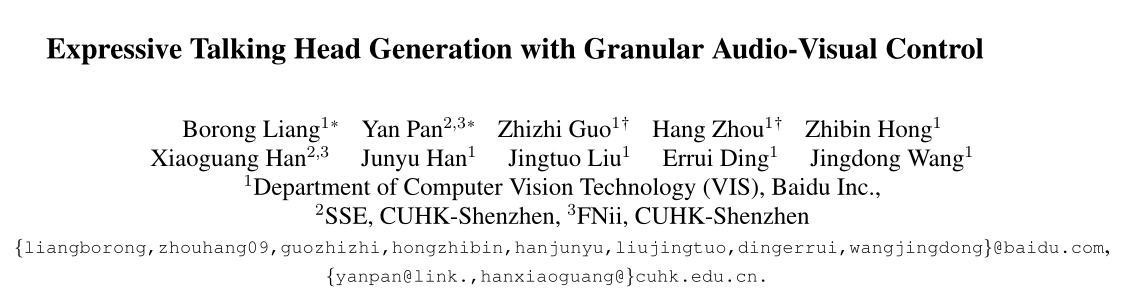 Expressive Talking Head Generation with Granular Audio-Visual Control
Borong Liang1* Yan Pan2,3* Zhizhi Guo1† Hang Zhou1† Zhibin Hong1
Xiaoguang Han2,3 Junyu Han1 Jingtuo Liu1 Errui Ding1 Jingdong Wang1
1Department of Computer Vision Technology (VIS), Baidu Inc.,
2SSE, CUHK-Shenzhen, 3FNii, CUHK-Shenzhen
{liangborong,zhouhang09,guozhizhi,hongzhibin,hanjunyu,liujingtuo,dingerrui,wangjingdong}@baidu.com,
{yanpan@link.,hanxiaoguang@}cuhk.edu.cn.